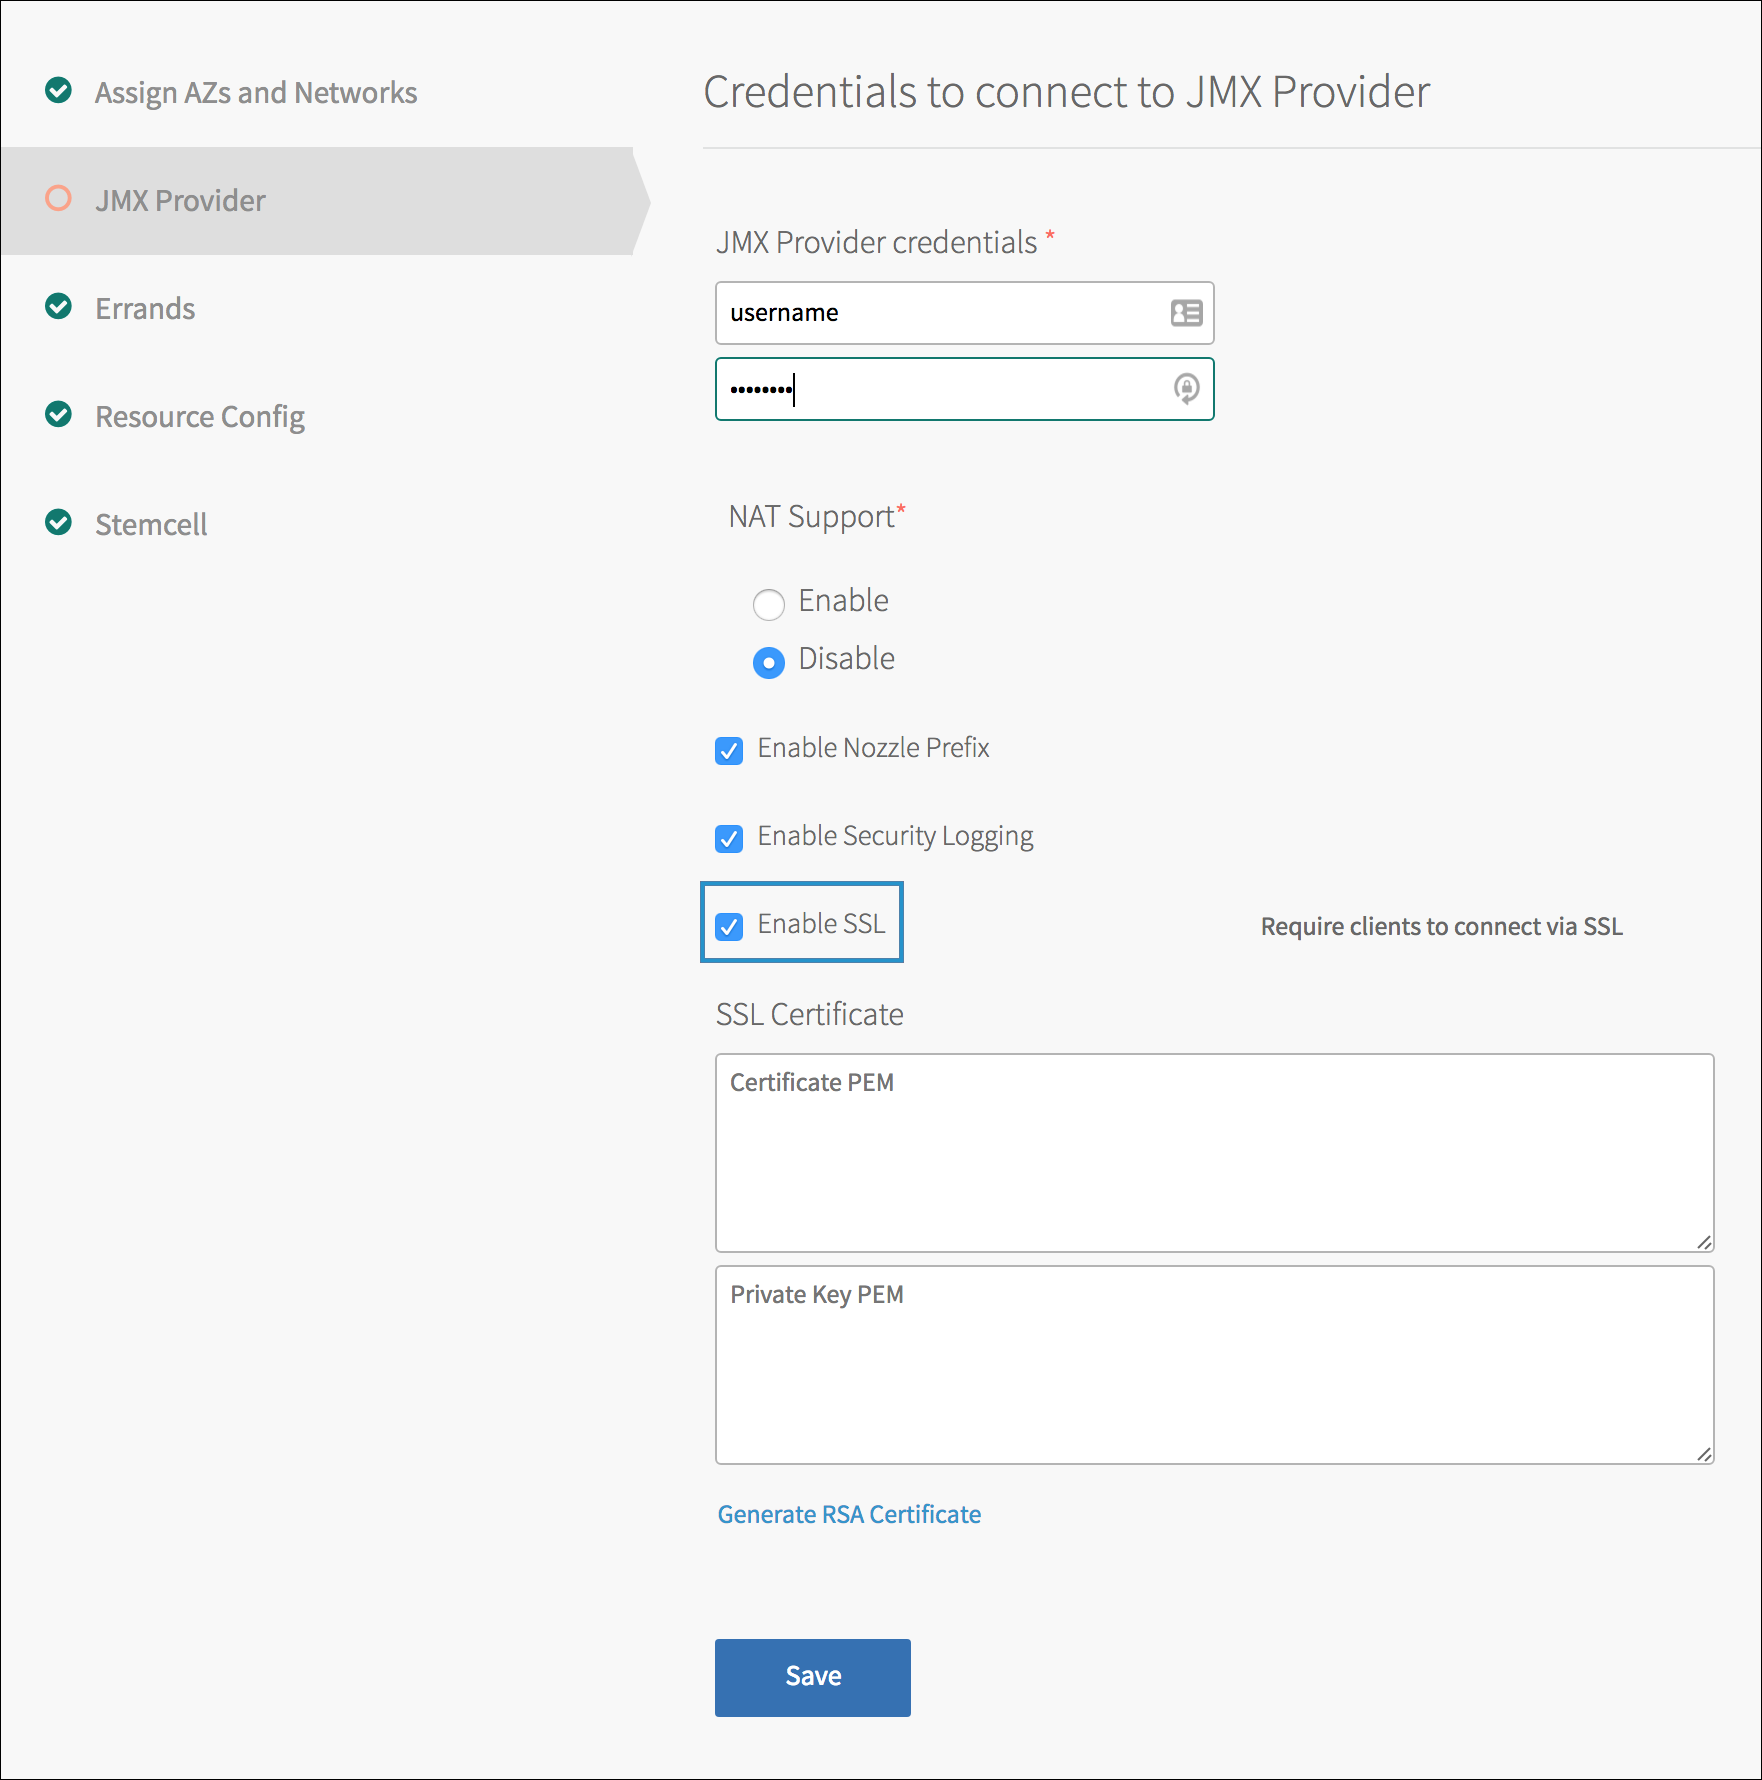 Assign AZs and Networks
JMX Provider
Errands
Resource Config
Stemcell
Credentials to connect to JMX Provider
JMX Provider credentials *
username
••••••••
NAT Support*
Enable
Disable
Enable Nozzle Prefix
Enable Security Logging
Enable SSL
Require clients to connect via SSL
SSL Certificate
Certificate PEM
Private Key PEM
Generate RSA Certificate
Save